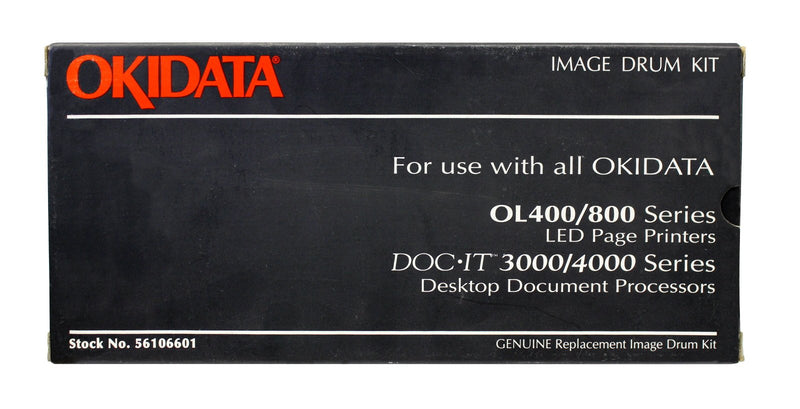 OKIDATA®
IMAGE DRUM KIT
For use with all OKIDATA
OL400/800 Series
LED Page Printers
DOC·IT™ 3000/4000 Series
Desktop Document Processors
Stock No. 56106601
GENUINE Replacement Image Drum Kit